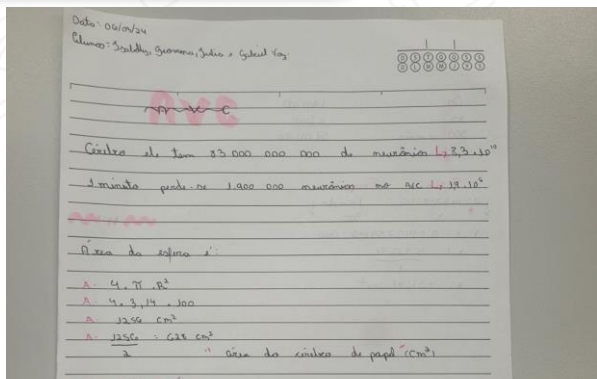 Data: 06/05/24
Alunos: Isabelly, Giovanna, Julia e Gabriel Vaz.
D S T Q Q S S
D L M M J V S
AVC
Cérebro ele tem 83 000 000 000 de neurônios ↳ 8,3.10¹⁰
1 minuto perde-se 1.900 000 neurônios no AVC ↳ 1,9.10⁶
Área da esfera é:
A: 4. π .R²
A: 4. 3,14 . 100
A: 1256 cm²
A: 1256 = 628 cm²
2 "área do cérebro de papel" (cm²)